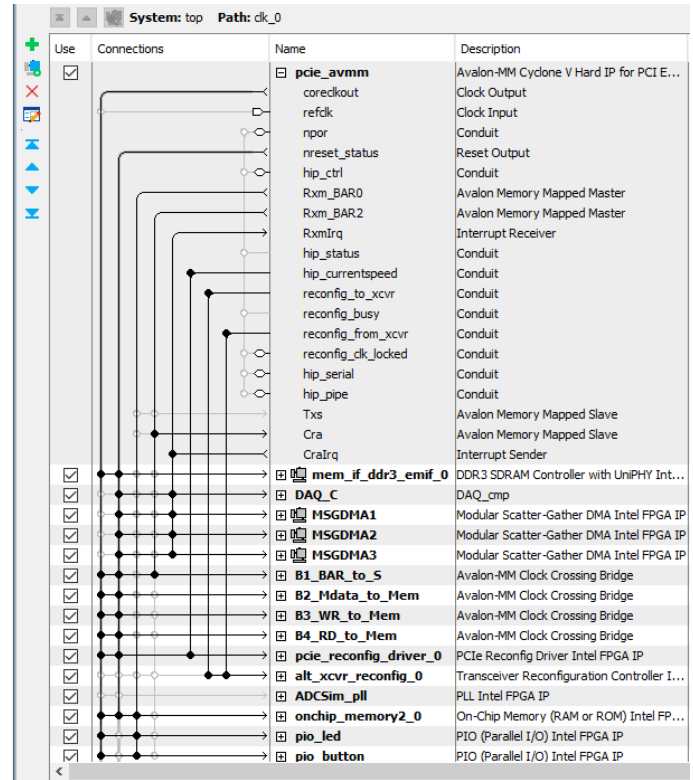 System: top Path: clk_0
Use Connections Name Description
pcie_avmm Avalon-MM Cyclone V Hard IP for PCI E...
coreclkout Clock Output
refclk Clock Input
npor Conduit
nreset_status Reset Output
hip_ctrl Conduit
Rxm_BAR0 Avalon Memory Mapped Master
Rxm_BAR2 Avalon Memory Mapped Master
RxmIrq Interrupt Receiver
hip_status Conduit
hip_currentspeed Conduit
reconfig_to_xcvr Conduit
reconfig_busy Conduit
reconfig_from_xcvr Conduit
reconfig_clk_locked Conduit
hip_serial Conduit
hip_pipe Conduit
Txs Avalon Memory Mapped Slave
Cra Avalon Memory Mapped Slave
CraIrq Interrupt Sender
mem_if_ddr3_emif_0 DDR3 SDRAM Controller with UniPHY Int...
DAQ_C DAQ_cmp
MSGDMA1 Modular Scatter-Gather DMA Intel FPGA IP
MSGDMA2 Modular Scatter-Gather DMA Intel FPGA IP
MSGDMA3 Modular Scatter-Gather DMA Intel FPGA IP
B1_BAR_to_S Avalon-MM Clock Crossing Bridge
B2_Mdata_to_Mem Avalon-MM Clock Crossing Bridge
B3_WR_to_Mem Avalon-MM Clock Crossing Bridge
B4_RD_to_Mem Avalon-MM Clock Crossing Bridge
pcie_reconfig_driver_0 PCIe Reconfig Driver Intel FPGA IP
alt_xcvr_reconfig_0 Transceiver Reconfiguration Controller I...
ADCSim_pll PLL Intel FPGA IP
onchip_memory2_0 On-Chip Memory (RAM or ROM) Intel FP...
pio_led PIO (Parallel I/O) Intel FPGA IP
pio_button PIO (Parallel I/O) Intel FPGA IP